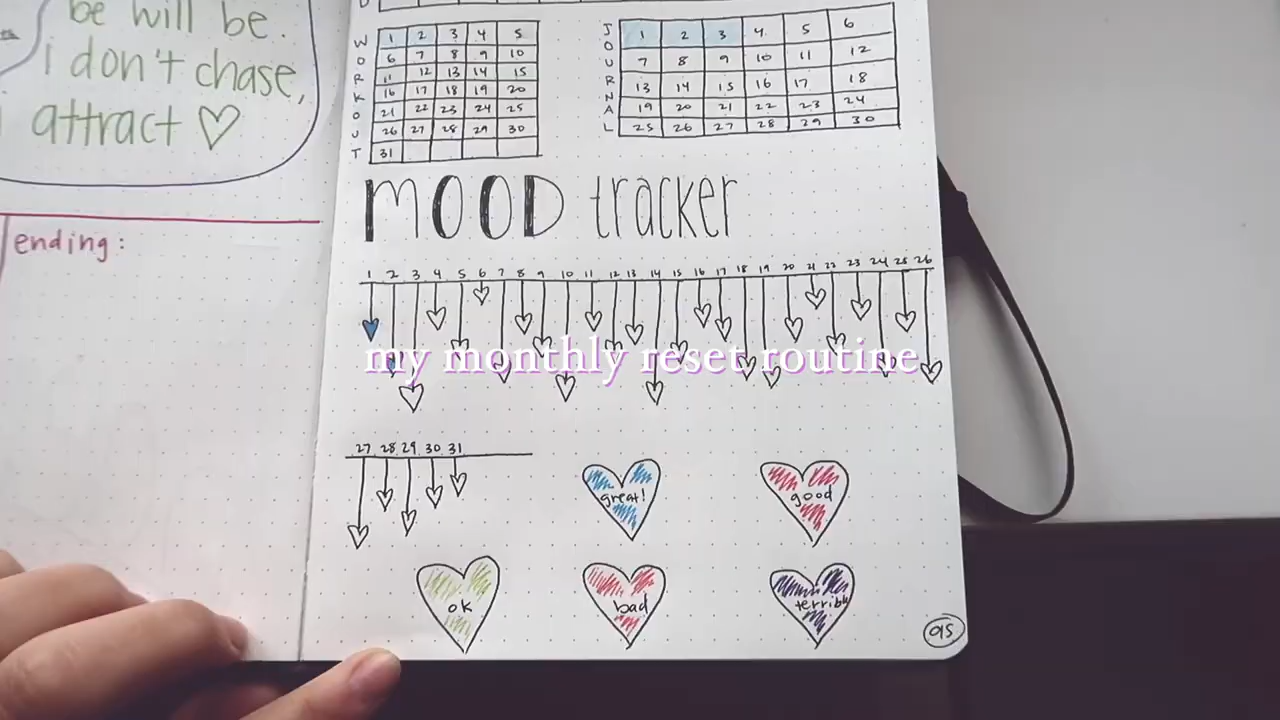 be will be.
i don't chase,
i attract ♡
ending:
WORKOUT
1 2 3 4 5
6 7 8 9 10
11 12 13 14 15
16 17 18 19 20
21 22 23 24 25
26 27 28 29 30
31
JOURNAL
1 2 3 4 5 6
7 8 9 10 11 12
13 14 15 16 17 18
19 20 21 22 23 24
25 26 27 28 29 30
MOOD tracker
1 2 3 4 5 6 7 8 9 10 11 12 13 14 15 16 17 18 19 20 21 22 23 24 25 26
my monthly reset routine
27 28 29 30 31
great!
good
ok
bad
terrible
95